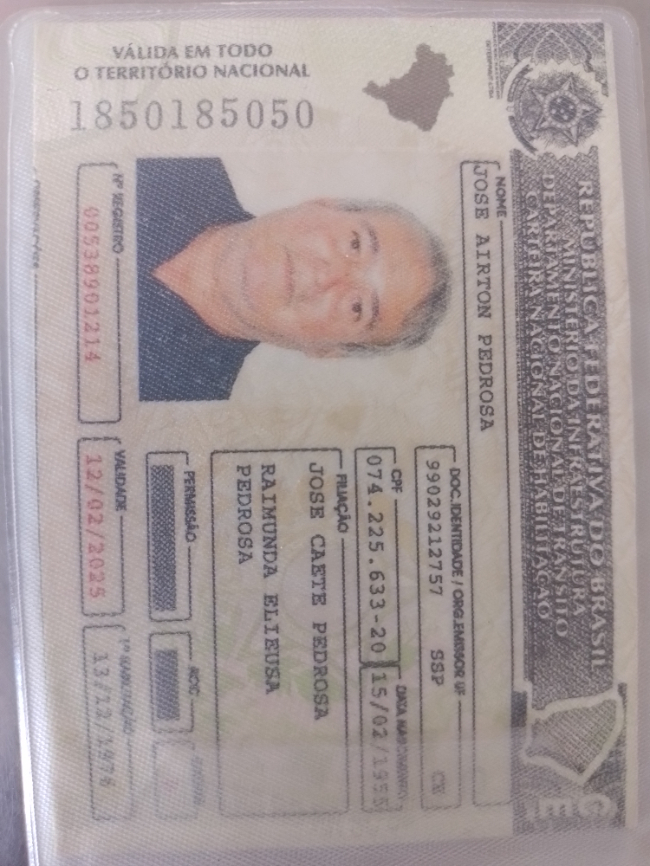 REPÚBLICA FEDERATIVA DO BRASIL
MINISTÉRIO DA INFRAESTRUTURA
DEPARTAMENTO NACIONAL DE TRÂNSITO
CARTEIRA NACIONAL DE HABILITAÇÃO
NOME
JOSE AIRTON PEDROSA
DOC. IDENTIDADE / ORG. EMISSOR UF
99029212757 SSP CE
CPF
074.225.633-20
DATA NASCIMENTO
15/02/1955
FILIAÇÃO
JOSE CAETE PEDROSA
RAIMUNDA ELIEUSA
PEDROSA
PERMISSÃO
ACC
Nº REGISTRO
00538901214
VALIDADE
12/02/2025
1ª HABILITAÇÃO
13/12/1976
VÁLIDA EM TODO
O TERRITÓRIO NACIONAL
1850185050
CE